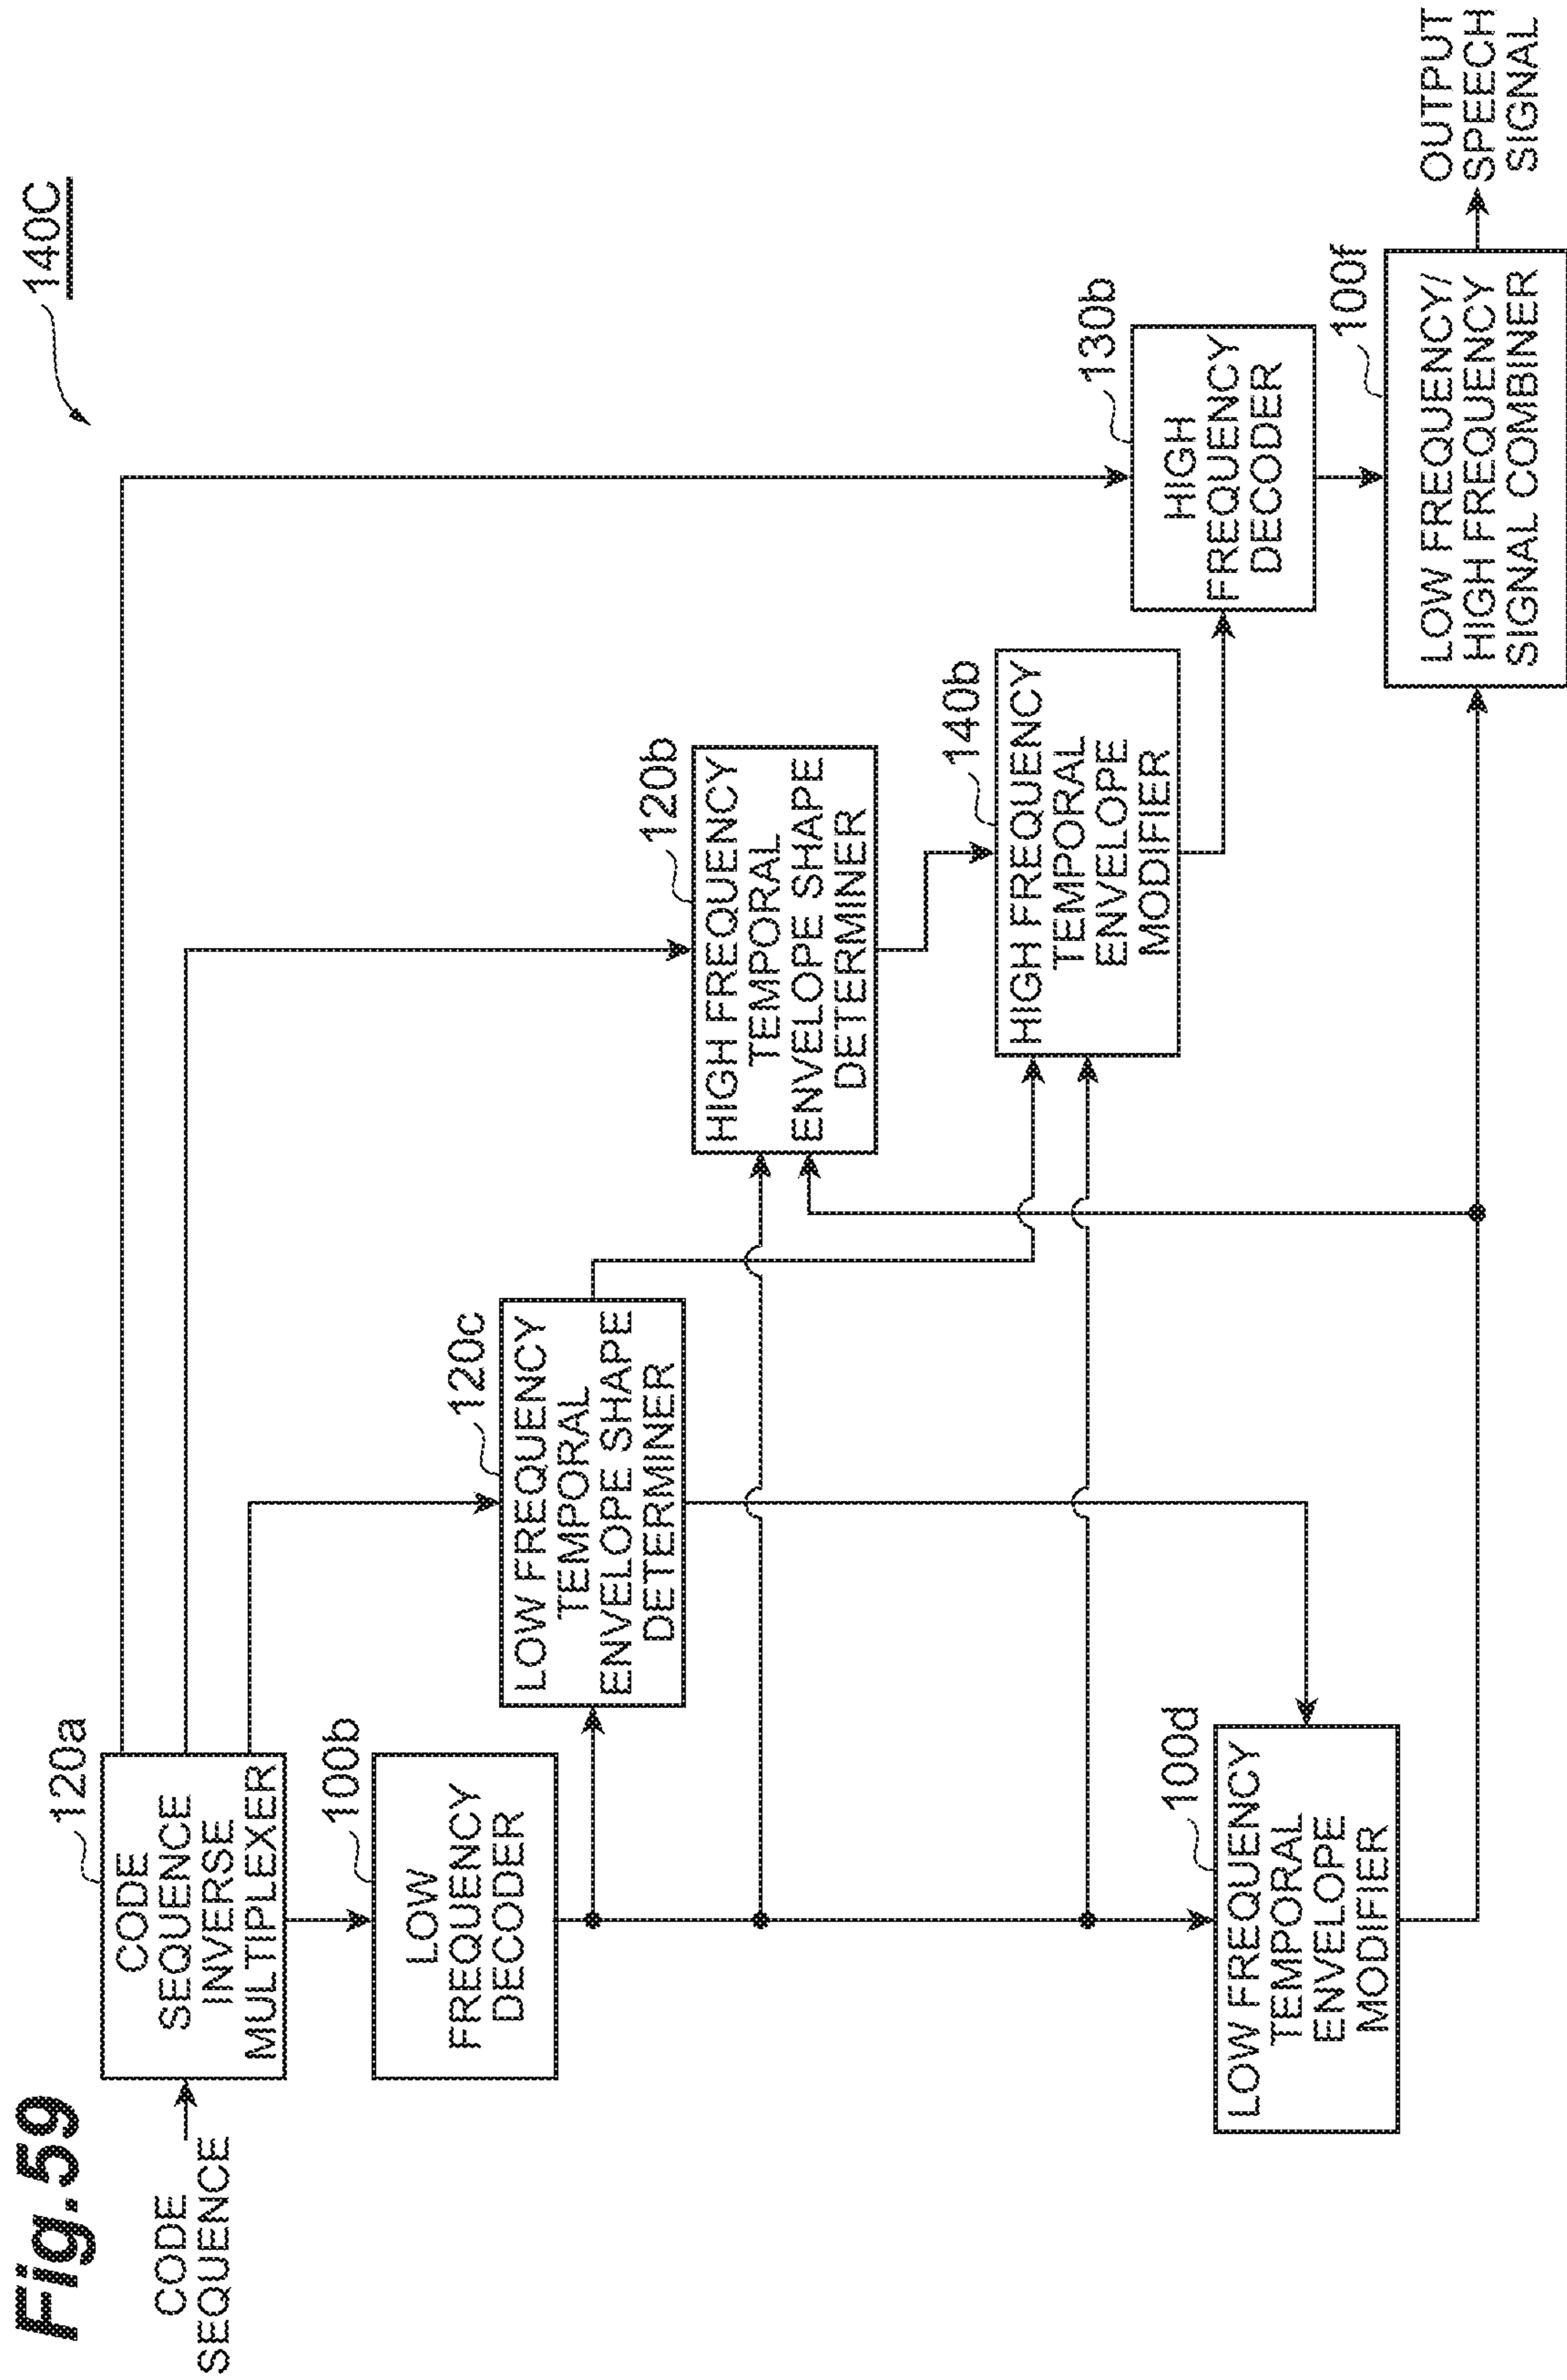 Fig.59
140C
CODE
SEQUENCE
120a
CODE
SEQUENCE
INVERSE
MULTIPLEXER
100b
LOW
FREQUENCY
DECODER
120c
LOW FREQUENCY
TEMPORAL
ENVELOPE SHAPE
DETERMINER
120b
HIGH FREQUENCY
TEMPORAL
ENVELOPE SHAPE
DETERMINER
140b
HIGH FREQUENCY
TEMPORAL
ENVELOPE
MODIFIER
130b
HIGH
FREQUENCY
DECODER
100d
LOW FREQUENCY
TEMPORAL
ENVELOPE
MODIFIER
100f
LOW FREQUENCY/
HIGH FREQUENCY
SIGNAL COMBINER
OUTPUT
SPEECH
SIGNAL